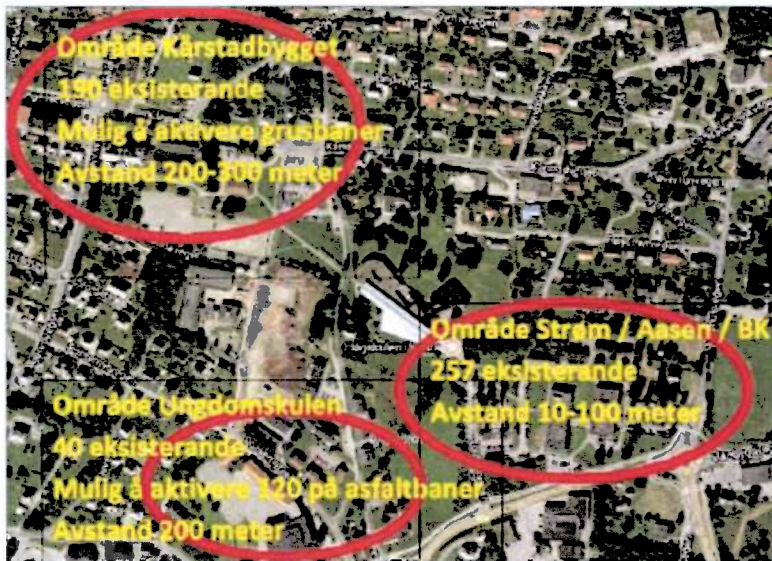 Område Kårstadbygget
190 eksisterande
Mulig å aktivere grusbaner
Avstand 200-300 meter
Område Strøm / Aasen / BK
257 eksisterande
Avstand 10-100 meter
Område Ungdomskulen
40 eksisterande
Mulig å aktivere 120 på asfaltbaner
Avstand 200 meter